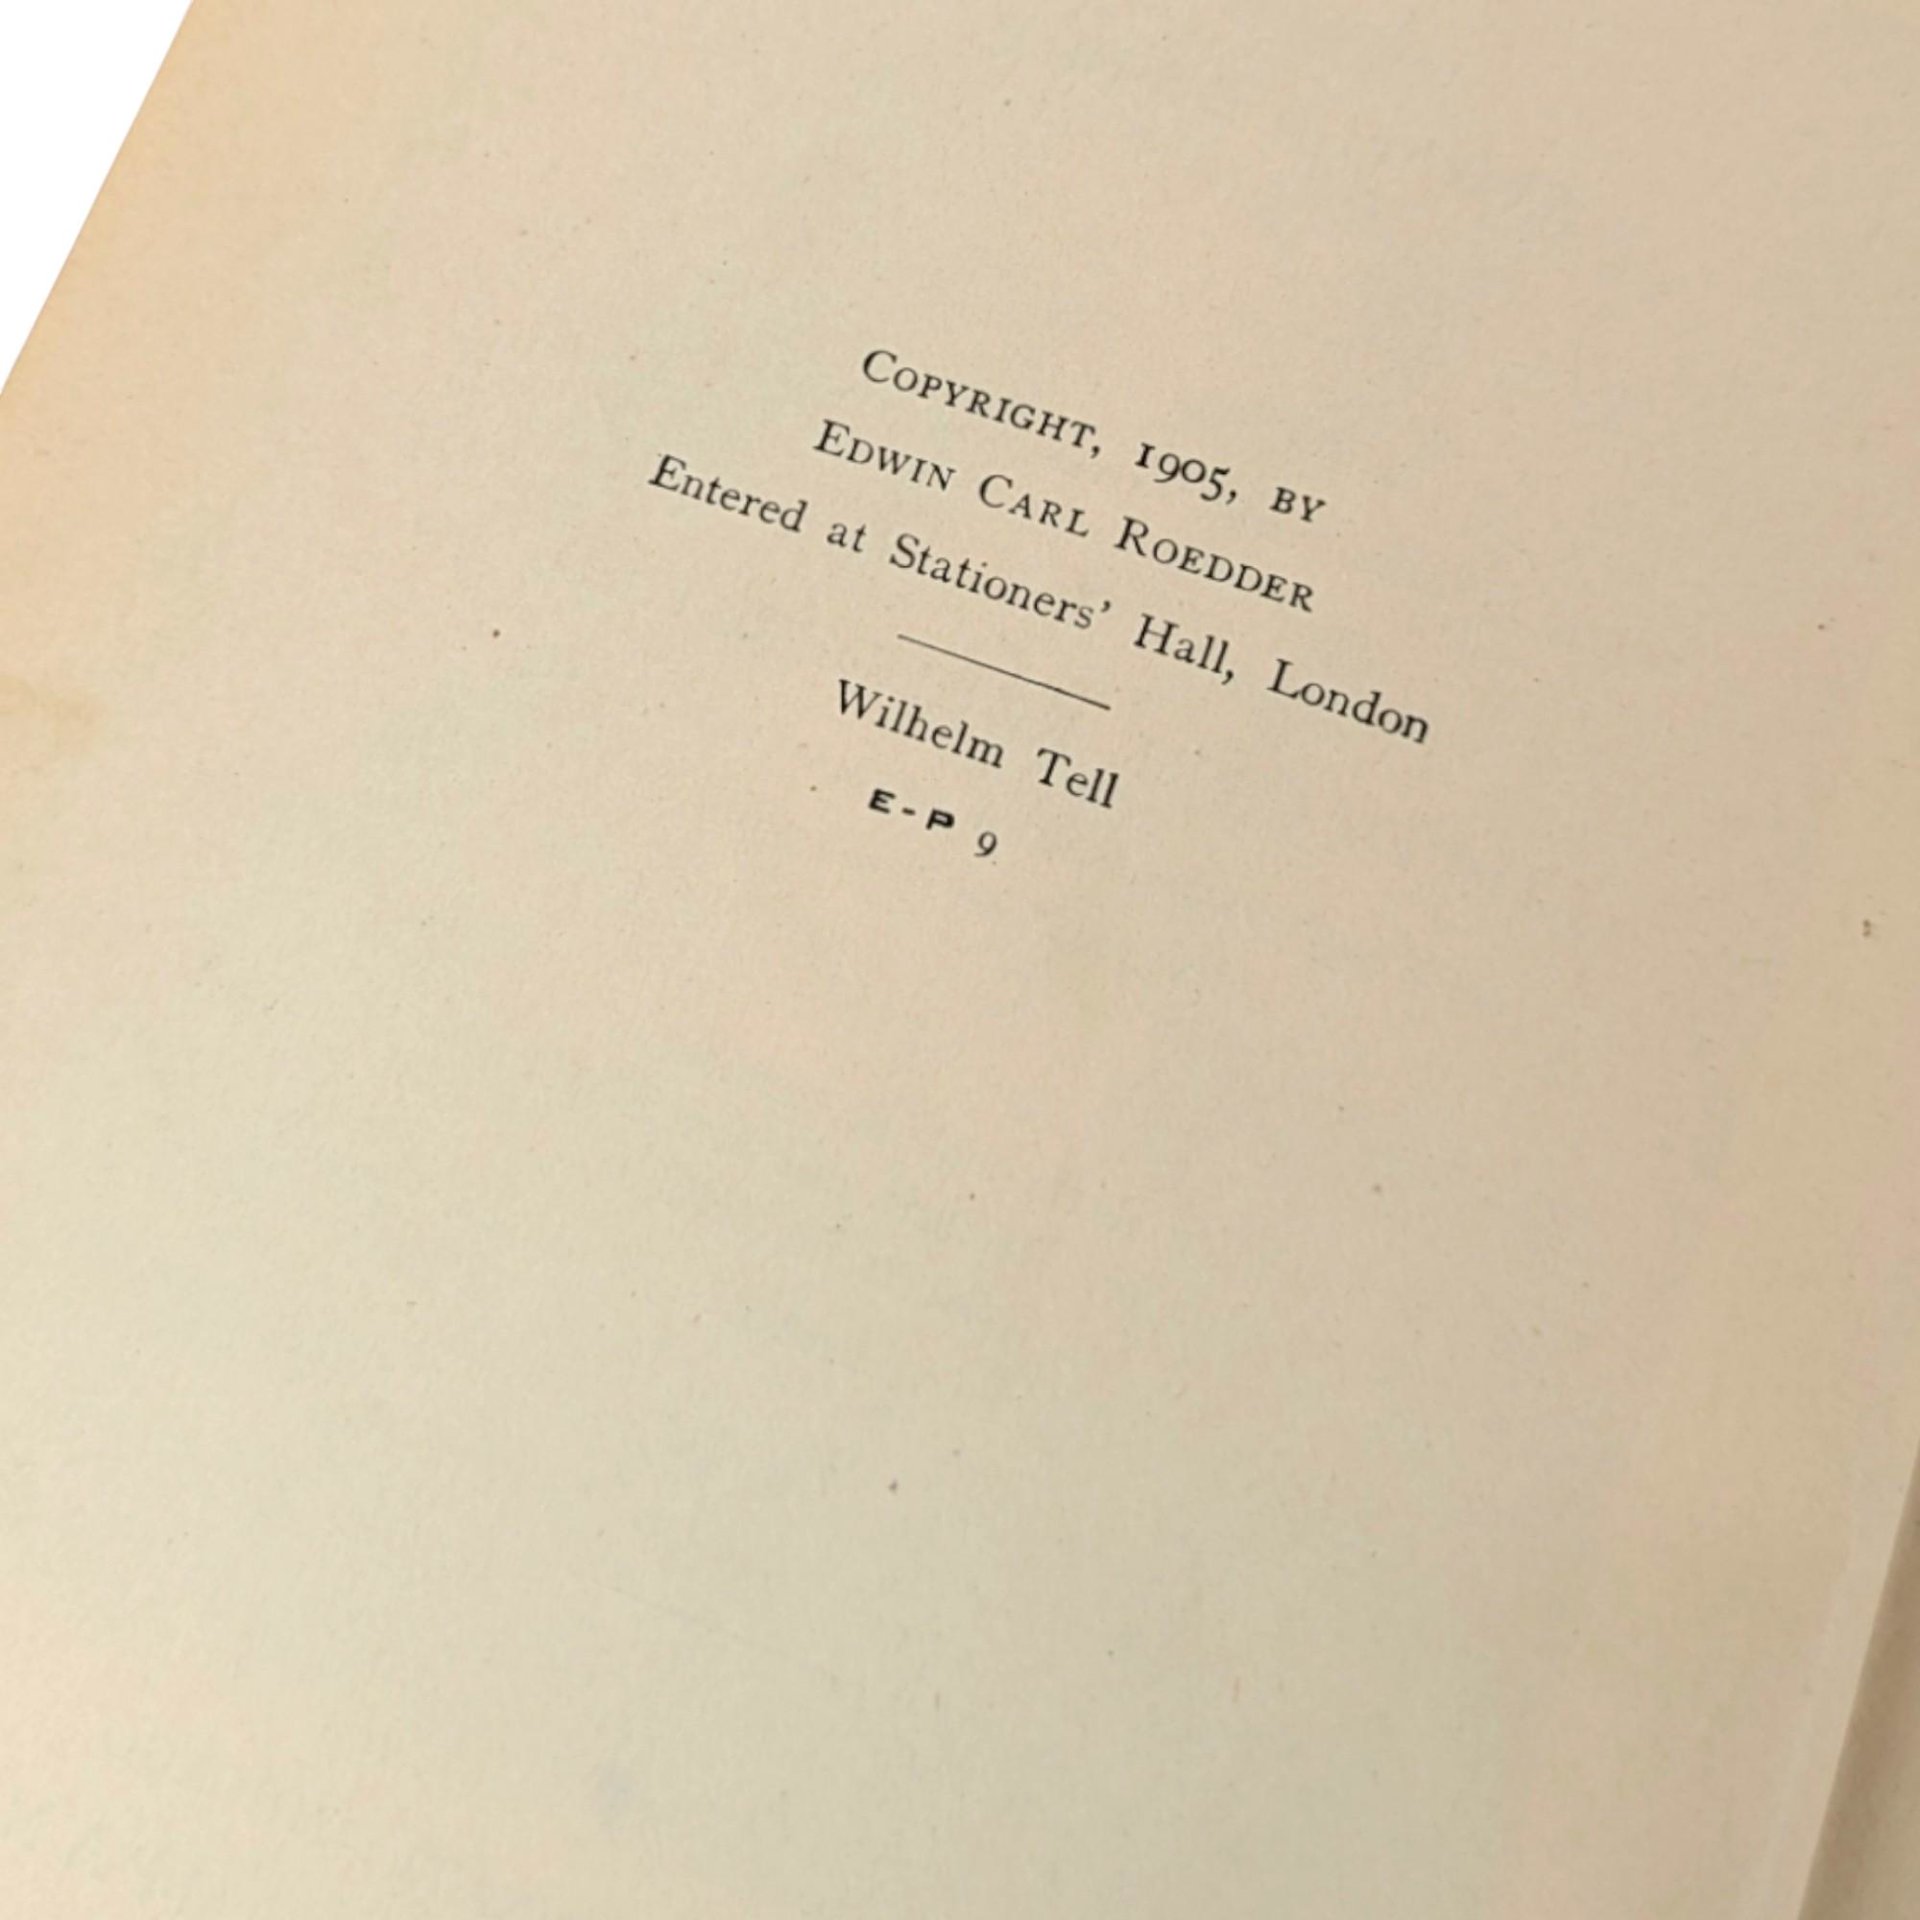 COPYRIGHT, 1905, BY
EDWIN CARL ROEDDER
Entered at Stationers' Hall, London
Wilhelm Tell
E-P 9